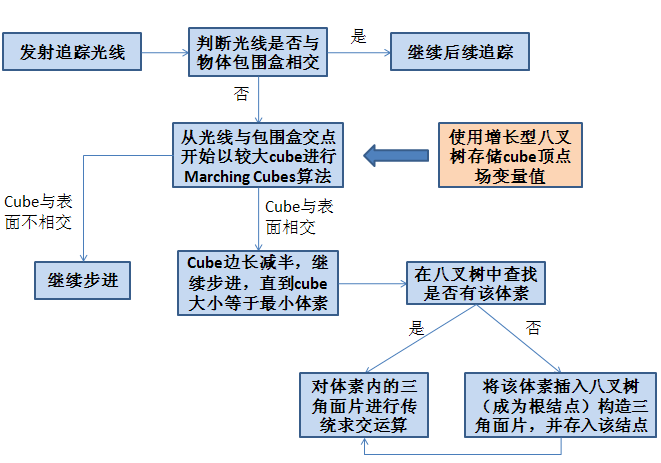 发射追踪光线
判断光线是否与
物体包围盒相交
是
继续后续追踪
否
从光线与包围盒交点
开始以较大cube进行
Marching Cubes算法
使用增长型八叉
树存储cube顶点
场变量值
Cube与表
面不相交
Cube与表
面相交
继续步进
Cube边长减半，继
续步进，直到cube
大小等于最小体素
在八叉树中查找
是否有该体素
是
否
对体素内的三
角面片进行传
统求交运算
将该体素插入八叉树
（成为根结点）构造三
角面片，并存入该结点